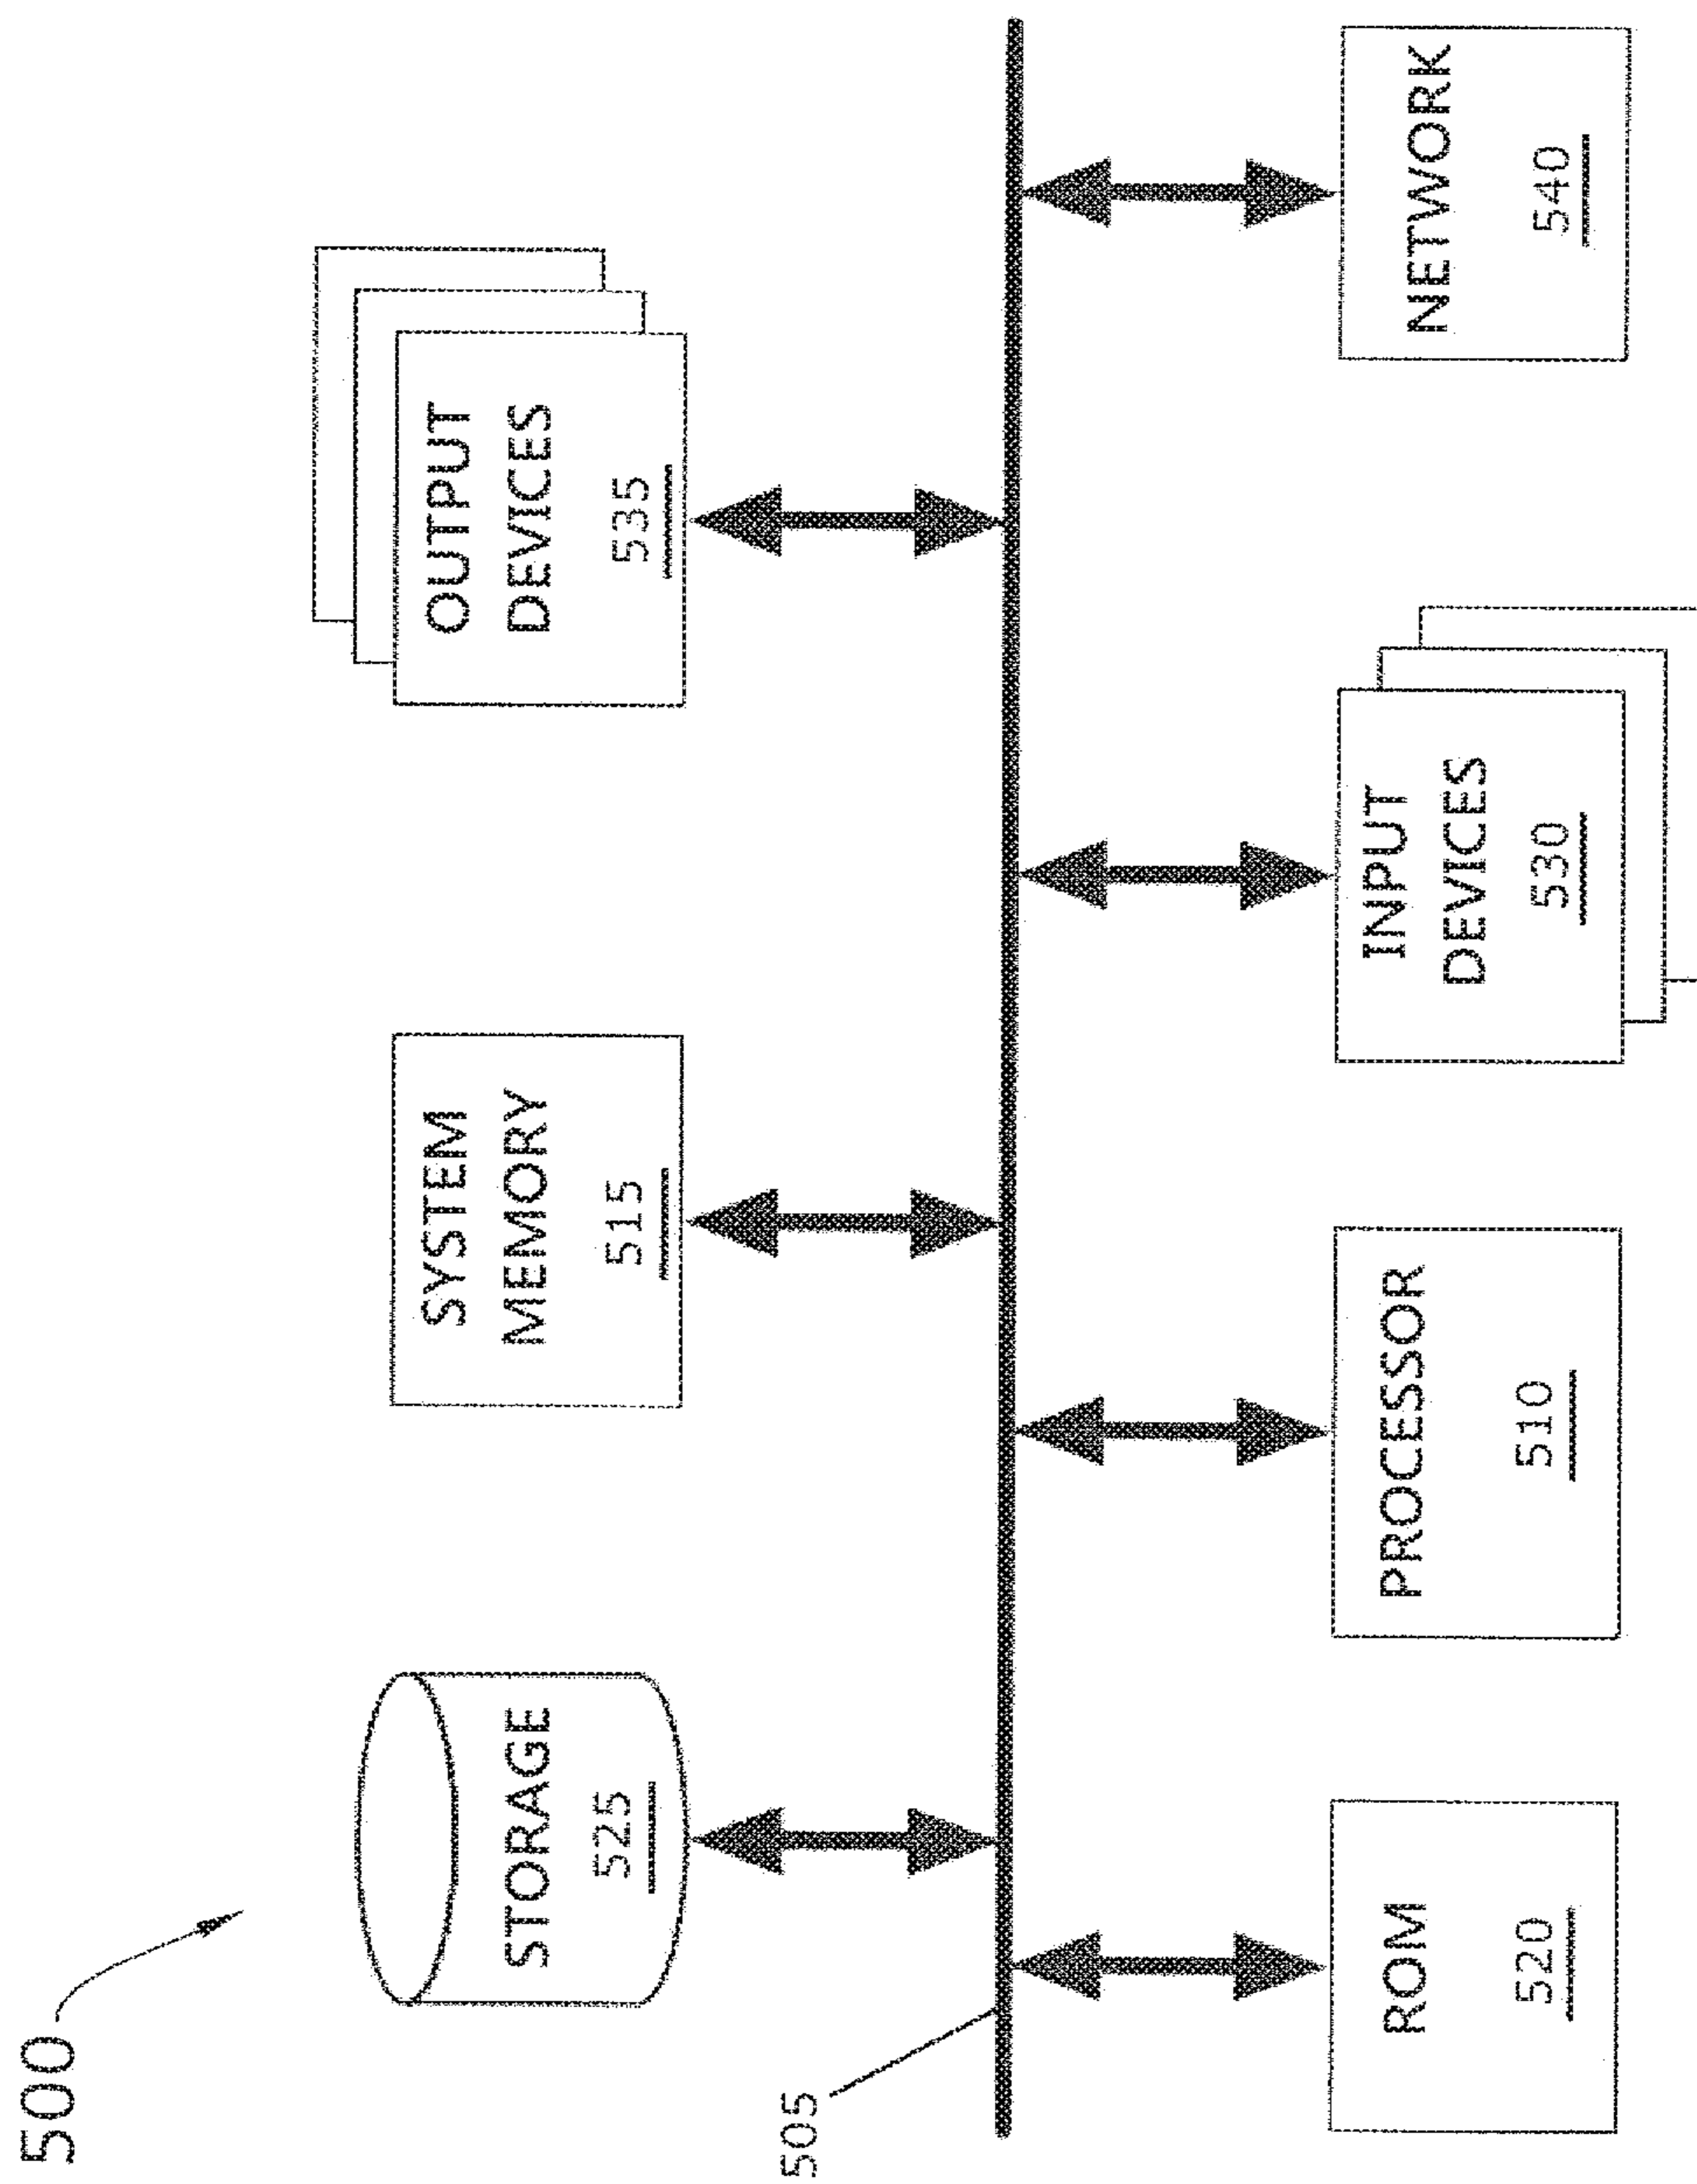 500
STORAGE
525
SYSTEM
MEMORY
515
OUTPUT
DEVICES
535
505
ROM
520
PROCESSOR
510
INPUT
DEVICES
530
NETWORK
540